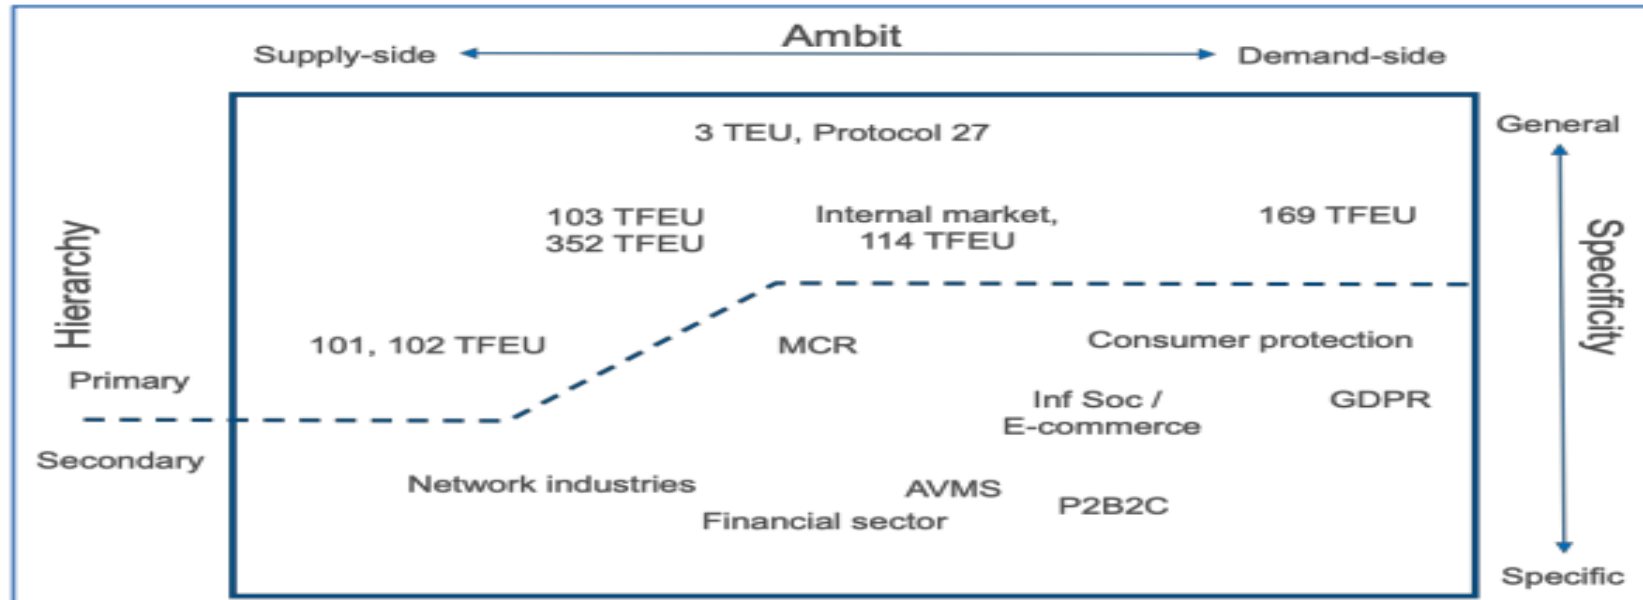 Ambit
Supply-side
Demand-side
3 TEU, Protocol 27
General
103 TFEU
352 TFEU
Internal market,
114 TFEU
169 TFEU
Hierarchy
Specificity
101, 102 TFEU
MCR
Consumer protection
Primary
Inf Soc /
E-commerce
GDPR
Secondary
Network industries
AVMS
P2B2C
Financial sector
Specific